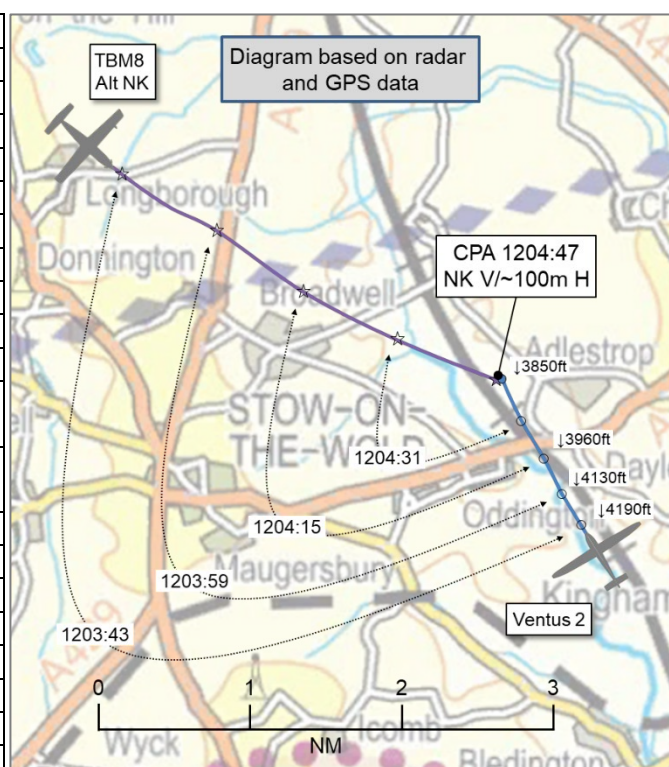 TBM8
Alt NK
Diagram based on radar
and GPS data
Longborough
Donnington
Broadwell
CPA 1204:47
NK V/~100m H
Adlestrop
↓3850ft
STOW-ON-
THE-WOLD
↓3960ft
1204:31
↓4130ft
Oddington
↓4190ft
1204:15
Maugersbury
1203:59
Kingham
Ventus 2
1203:43
0 1 2 3
NM
Icomb
Wyck
Bledington